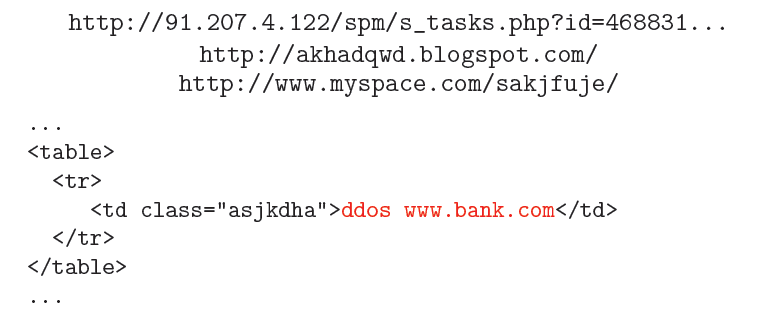 http://91.207.4.122/spm/s_tasks.php?id=468831...
http://akhadqwd.blogspot.com/
http://www.myspace.com/sakjfuje/
...
<table>
<tr>
<td class="asjkdha">ddos www.bank.com</td>
</tr>
</table>
...